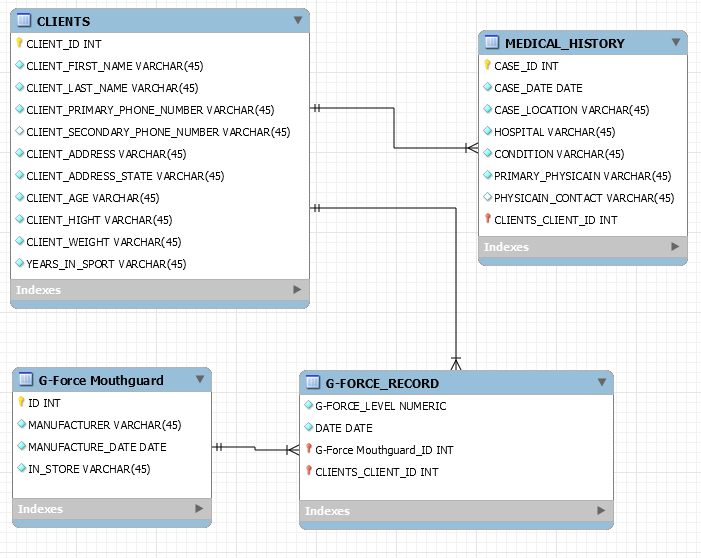 CLIENTS
CLIENT_ID INT
CLIENT_FIRST_NAME VARCHAR(45)
CLIENT_LAST_NAME VARCHAR(45)
CLIENT_PRIMARY_PHONE_NUMBER VARCHAR(45)
CLIENT_SECONDARY_PHONE_NUMBER VARCHAR(45)
CLIENT_ADDRESS VARCHAR(45)
CLIENT_ADDRESS_STATE VARCHAR(45)
CLIENT_AGE VARCHAR(45)
CLIENT_HIGHT VARCHAR(45)
CLIENT_WEIGHT VARCHAR(45)
YEARS_IN_SPORT VARCHAR(45)
Indexes
MEDICAL_HISTORY
CASE_ID INT
CASE_DATE DATE
CASE_LOCATION VARCHAR(45)
HOSPITAL VARCHAR(45)
CONDITION VARCHAR(45)
PRIMARY_PHYSICAIN VARCHAR(45)
PHYSICAIN_CONTACT VARCHAR(45)
CLIENTS_CLIENT_ID INT
Indexes
G-Force Mouthguard
ID INT
MANUFACTURER VARCHAR(45)
MANUFACTURE_DATE DATE
IN_STORE VARCHAR(45)
Indexes
G-FORCE_RECORD
G-FORCE_LEVEL NUMERIC
DATE DATE
G-Force Mouthguard_ID INT
CLIENTS_CLIENT_ID INT
Indexes